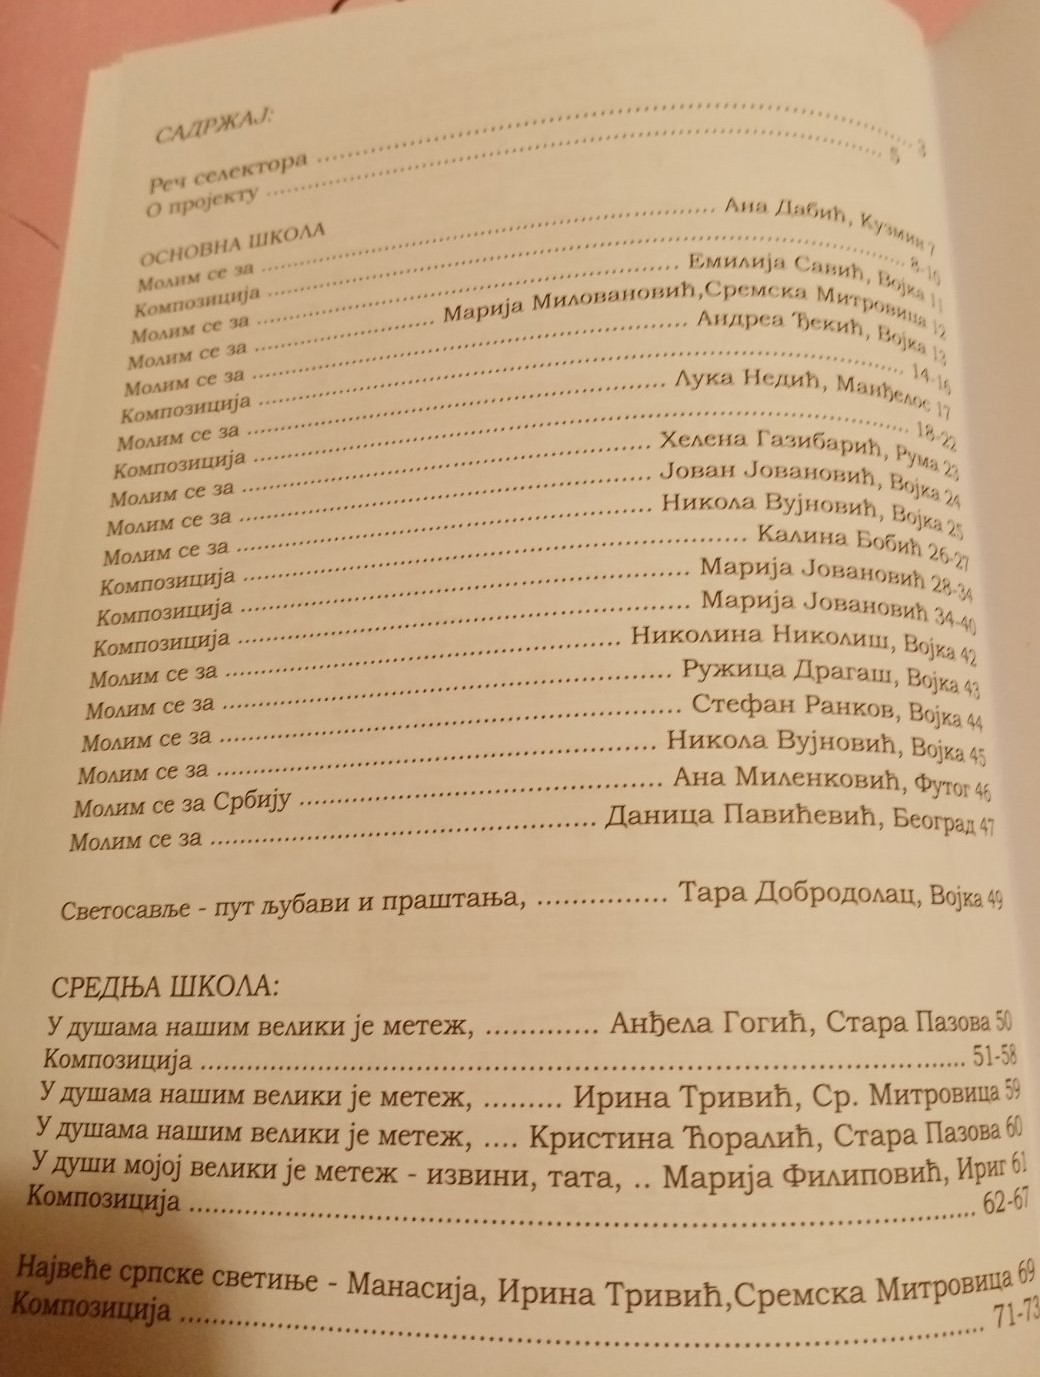 САДРЖАЈ:
Реч селектора ........................................ 3
О пројекту ........................................ 5
ОСНОВНА ШКОЛА
Молим се за ........................................ Ана Дабић, Кузмин 7
Композиција ........................................ 8-10
Молим се за ........................................ Емилија Савић, Војка 11
Молим се за .................... Марија Миловановић,Сремска Митровица 12
Молим се за ........................................ Андреа Ђекић, Војка 13
Композиција ........................................ 14-16
Молим се за ........................................ Лука Недић, Манђелос 17
Композиција ........................................ 18-22
Молим се за ........................................ Хелена Газибарић, Рума 23
Молим се за ........................................ Јован Јовановић, Војка 24
Молим се за ........................................ Никола Вујновић, Војка 25
Композиција ........................................ Калина Бобић 26-27
Композиција ........................................ Марија Јовановић 28-34
Композиција ........................................ Марија Јовановић 34-40
Молим се за ........................................ Николина Николиш, Војка 42
Молим се за ........................................ Ружица Драгаш, Војка 43
Молим се за ........................................ Стефан Ранков, Војка 44
Молим се за ........................................ Никола Вујновић, Војка 45
Молим се за Србију ................................ Ана Миленковић, Футог 46
Молим се за ........................................ Даница Павићевић, Београд 47
Светосавље - пут љубави и праштања, ............... Тара Добродолац, Војка 49
СРЕДЊА ШКОЛА:
У душама нашим велики је метеж, ............. Анђела Гогић, Стара Пазова 50
Композиција ........................................ 51-58
У душама нашим велики је метеж, ......... Ирина Тривић, Ср. Митровица 59
У душама нашим велики је метеж, .... Кристина Ћоралић, Стара Пазова 60
У души мојој велики је метеж - извини, тата, .. Марија Филиповић, Ириг 61
Композиција ........................................ 62-67
Највеће српске светиње - Манасија, Ирина Тривић,Сремска Митровица 69
Композиција ........................................ 71-73